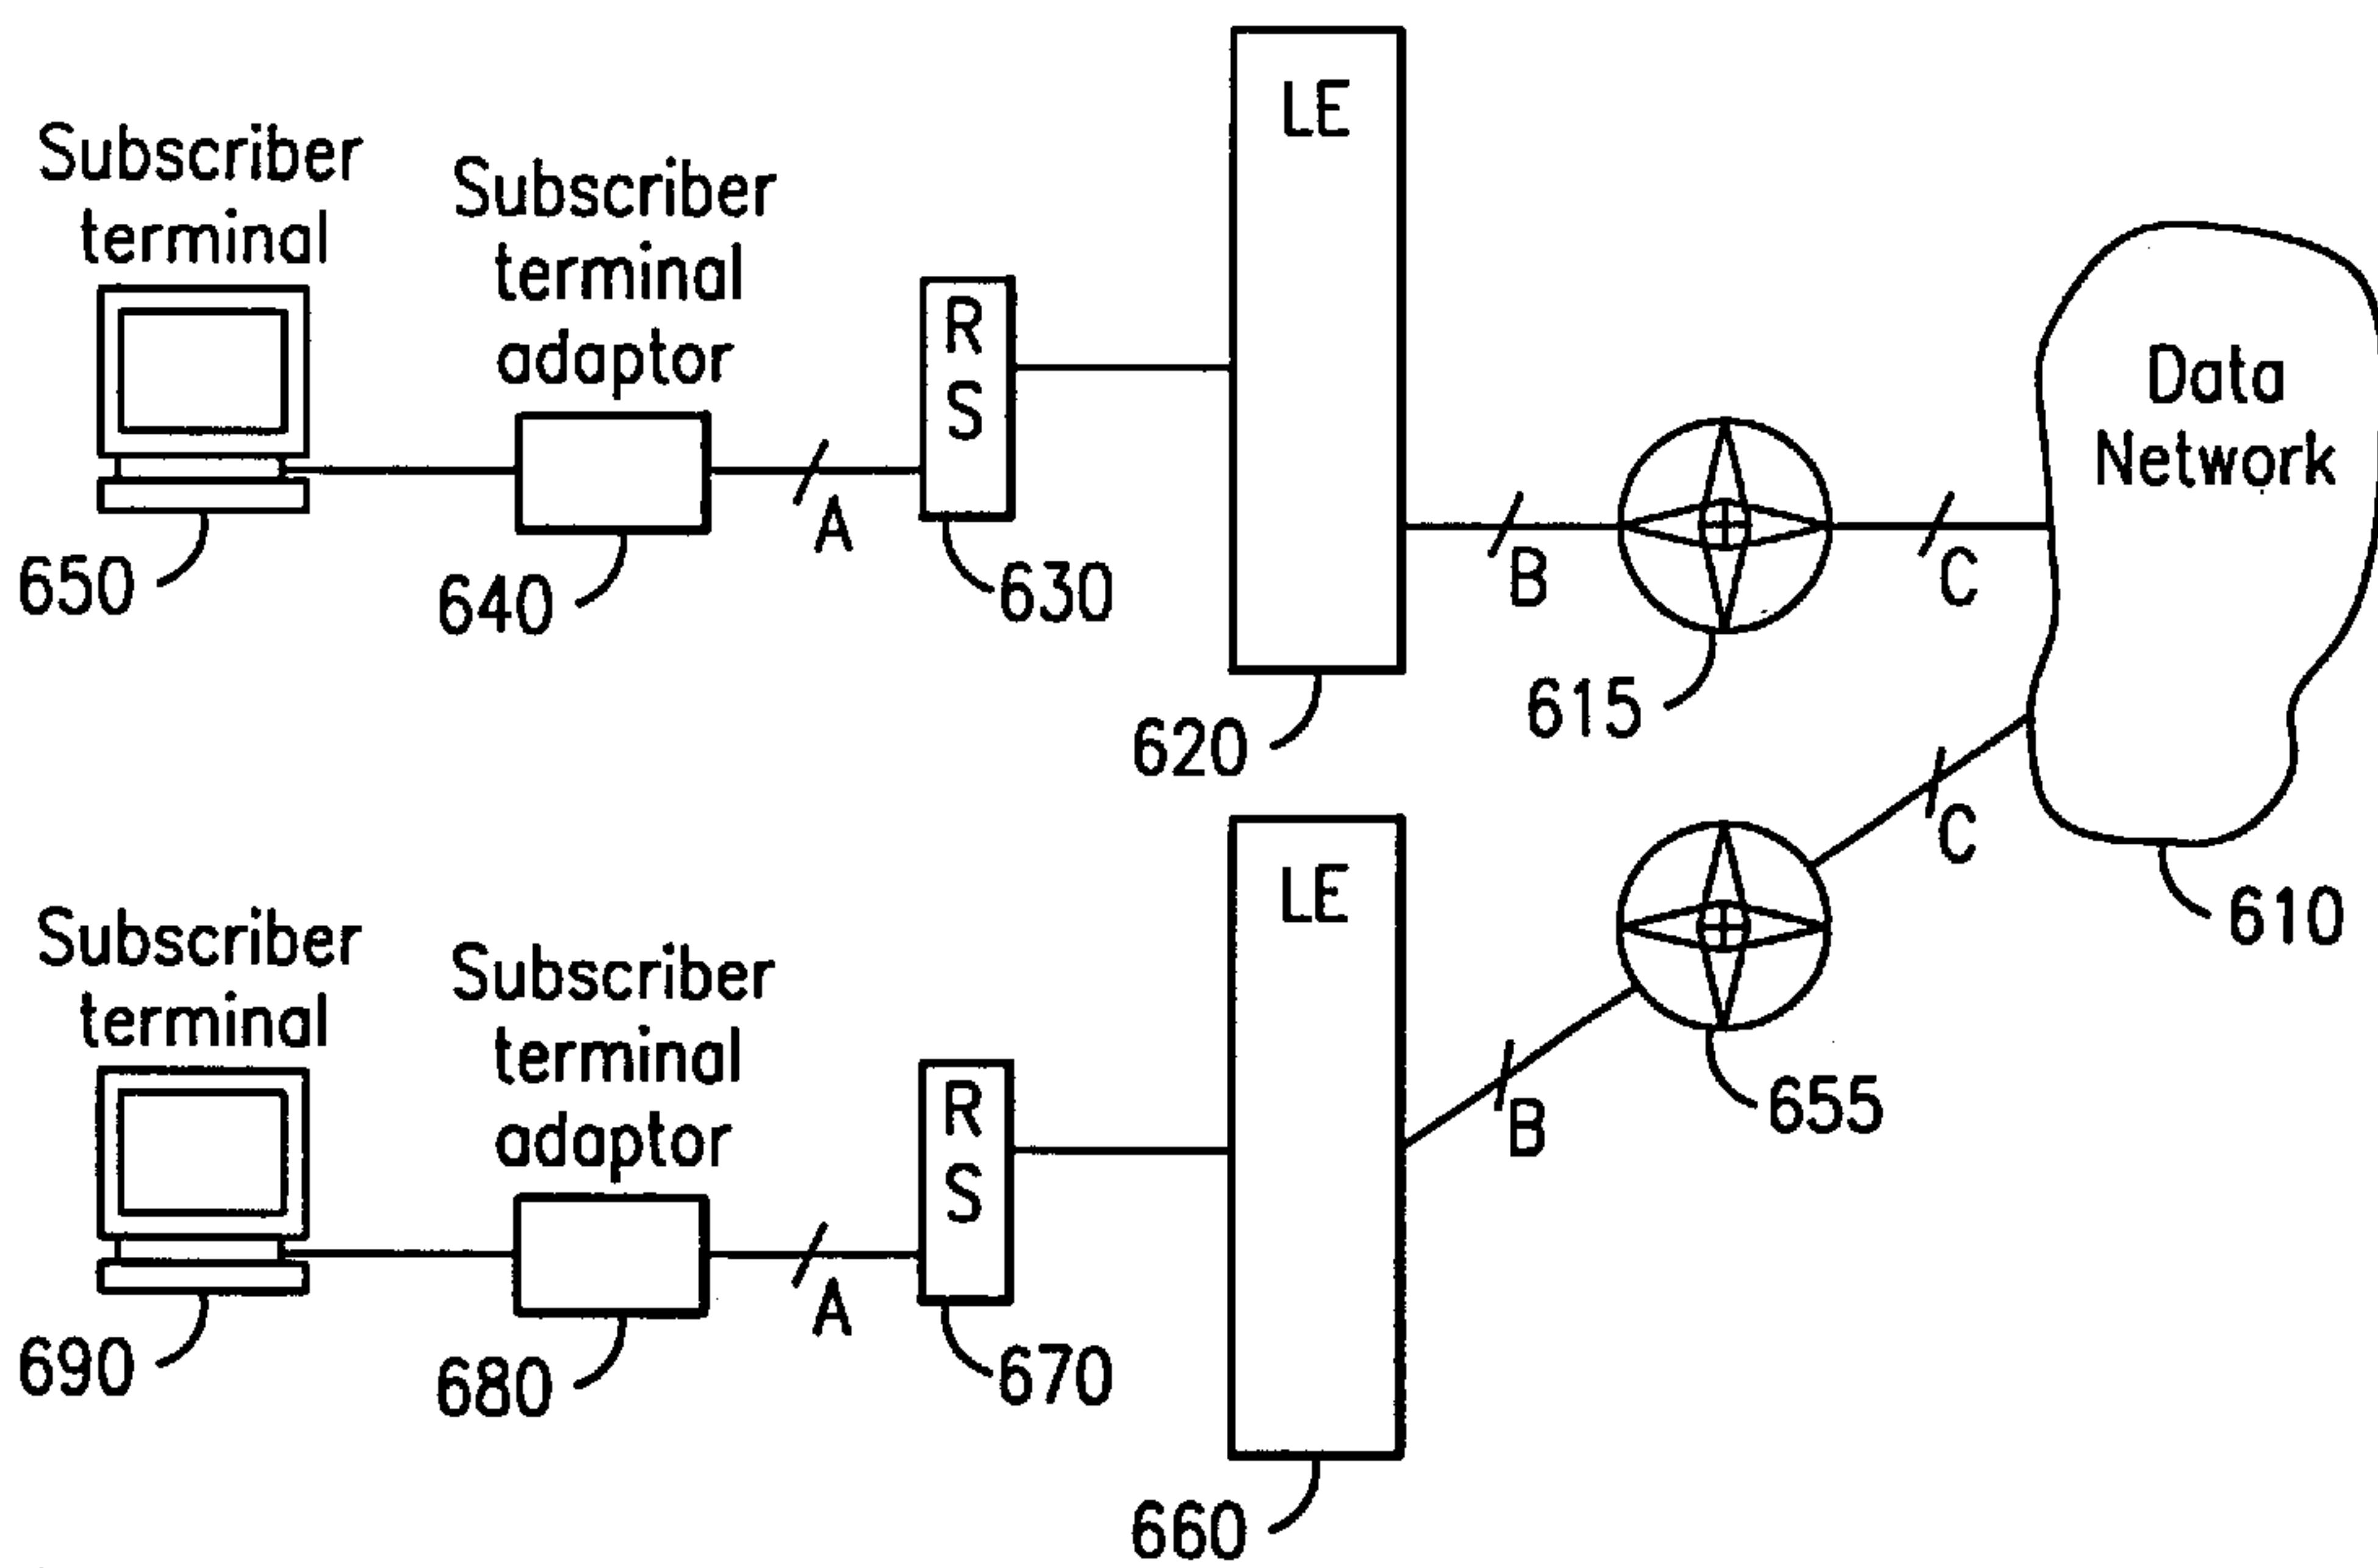 Subscriber
terminal
Subscriber
terminal
adaptor
R
S
LE
Data
Network
A
B
C
650
640
630
620
615
C
610
Subscriber
terminal
Subscriber
terminal
adaptor
R
S
LE
A
B
655
690
680
670
660